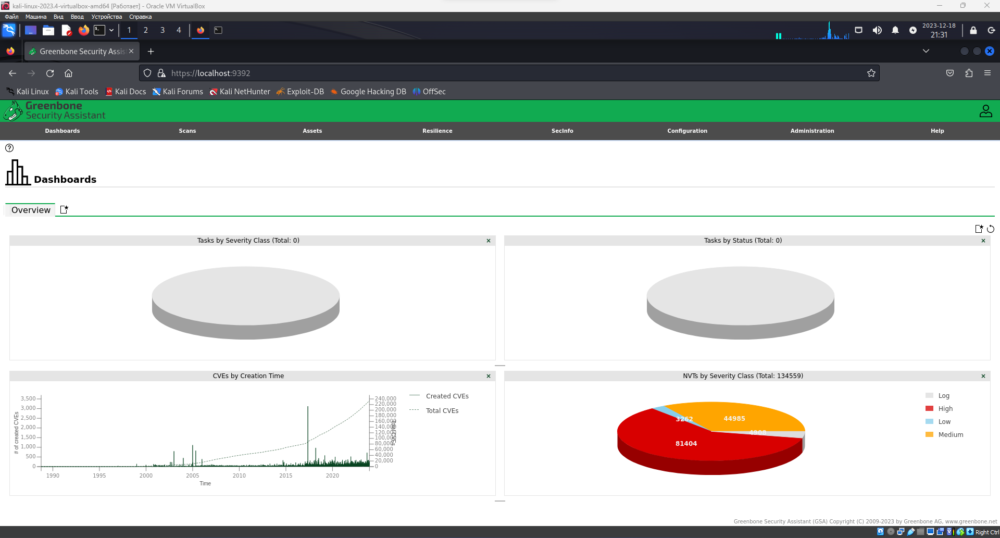 kali-linux-2023.4-virtualbox-amd64 [Работает] - Oracle VM VirtualBox
Файл Машина Вид Ввод Устройства Справка
1 2 3 4
2023-12-18
21:31
Greenbone Security Assist
https://localhost:9392
Kali Linux Kali Tools Kali Docs Kali Forums Kali NetHunter Exploit-DB Google Hacking DB OffSec
Greenbone
Security Assistant
Dashboards Scans Assets Resilience SecInfo Configuration Administration Help
Dashboards
Overview
Tasks by Severity Class (Total: 0)
Tasks by Status (Total: 0)
CVEs by Creation Time
# of created CVEs
3,500
3,000
2,500
2,000
1,500
1,000
500
0
240,000
220,000
200,000
180,000
160,000
140,000
120,000
100,000
80,000
60,000
40,000
20,000
0
1990 1995 2000 2005 2010 2015 2020
Time
Created CVEs
Total CVEs
NVTs by Severity Class (Total: 134559)
3262
44985
4908
81404
Log
High
Low
Medium
Greenbone Security Assistant (GSA) Copyright (C) 2009-2023 by Greenbone AG, www.greenbone.net
Right Ctrl